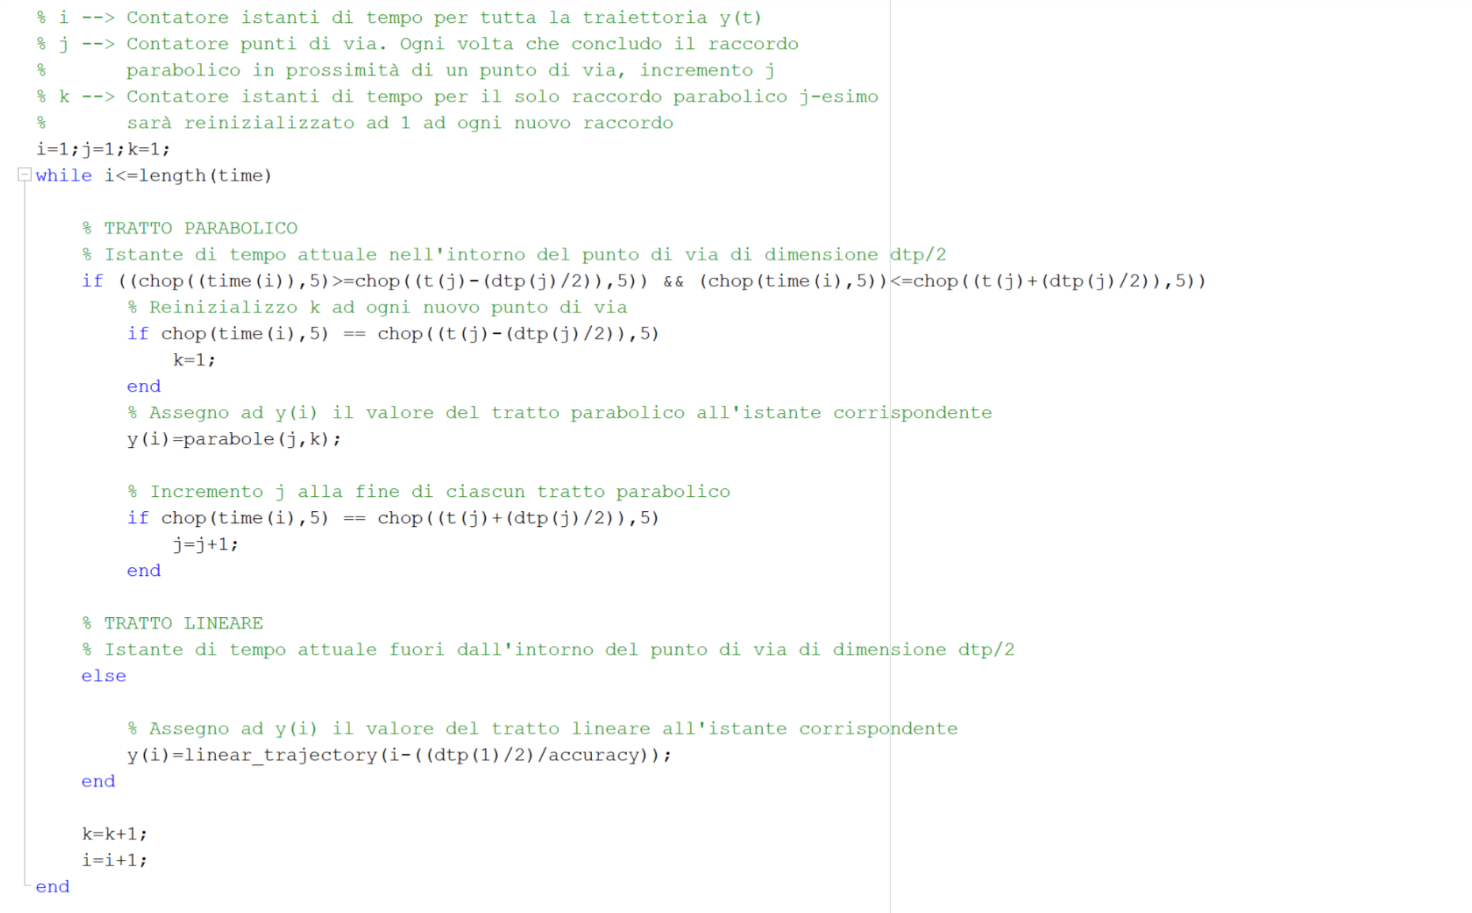 % i --> Contatore istanti di tempo per tutta la traiettoria y(t)
% j --> Contatore punti di via. Ogni volta che concludo il raccordo
%       parabolico in prossimità di un punto di via, incremento j
% k --> Contatore istanti di tempo per il solo raccordo parabolico j-esimo
%       sarà reinizializzato ad 1 ad ogni nuovo raccordo
i=1;j=1;k=1;
while i<=length(time)
% TRATTO PARABOLICO
% Istante di tempo attuale nell'intorno del punto di via di dimensione dtp/2
if ((chop((time(i)),5)>=chop((t(j)-(dtp(j)/2)),5)) && (chop(time(i),5))<=chop((t(j)+(dtp(j)/2)),5))
% Reinizializzo k ad ogni nuovo punto di via
if chop(time(i),5) == chop((t(j)-(dtp(j)/2)),5)
k=1;
end
% Assegno ad y(i) il valore del tratto parabolico all'istante corrispondente
y(i)=parabole(j,k);
% Incremento j alla fine di ciascun tratto parabolico
if chop(time(i),5) == chop((t(j)+(dtp(j)/2)),5)
j=j+1;
end
% TRATTO LINEARE
% Istante di tempo attuale fuori dall'intorno del punto di via di dimensione dtp/2
else
% Assegno ad y(i) il valore del tratto lineare all'istante corrispondente
y(i)=linear_trajectory(i-((dtp(1)/2)/accuracy));
end
k=k+1;
i=i+1;
end